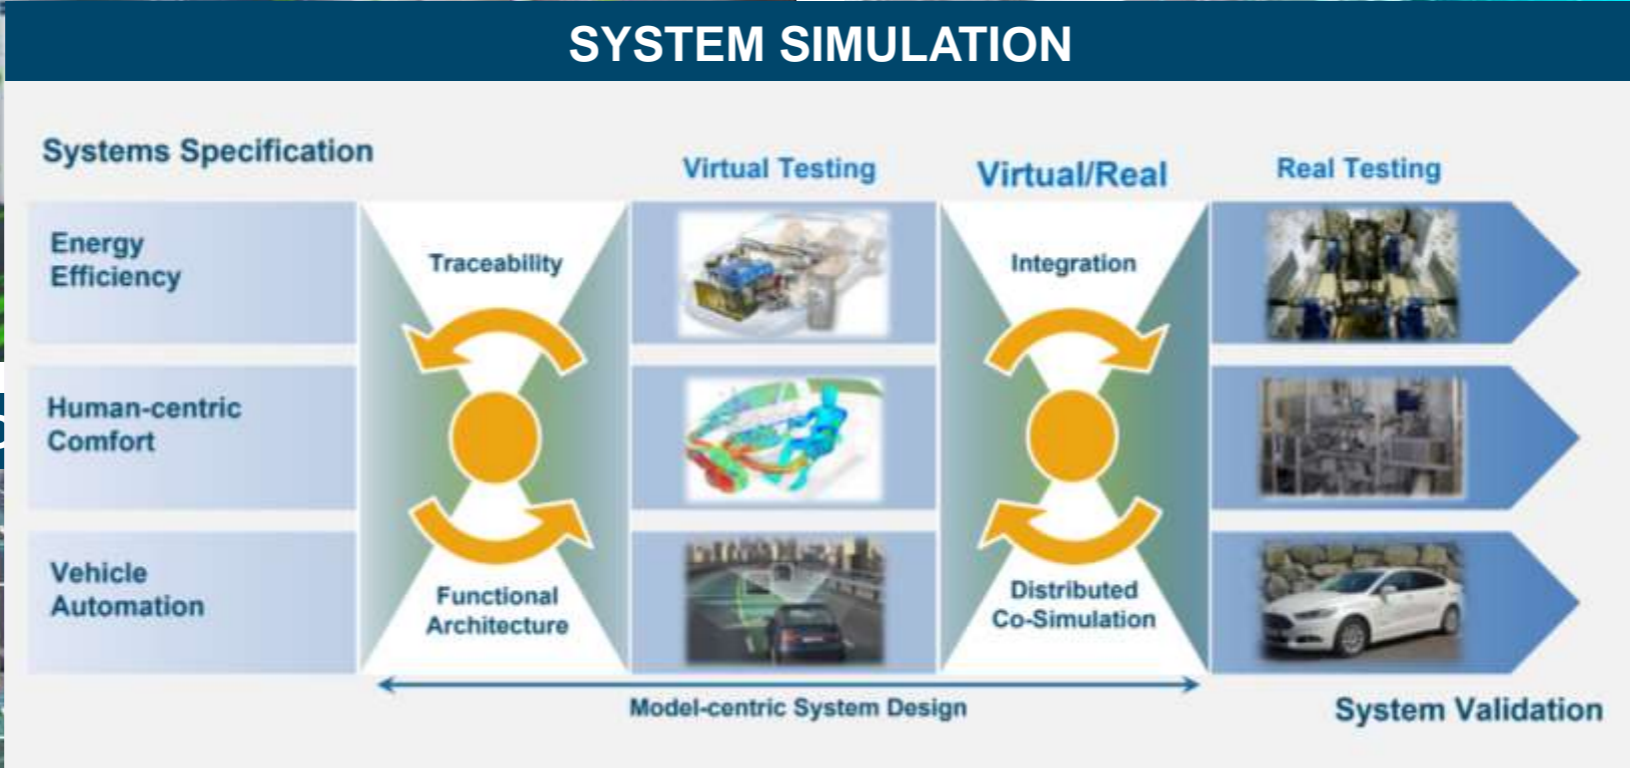 SYSTEM SIMULATION
Systems Specification
Virtual Testing
Virtual/Real
Real Testing
Energy
Efficiency
Traceability
Integration
Human-centric
Comfort
Vehicle
Automation
Functional
Architecture
Distributed
Co-Simulation
Model-centric System Design
System Validation